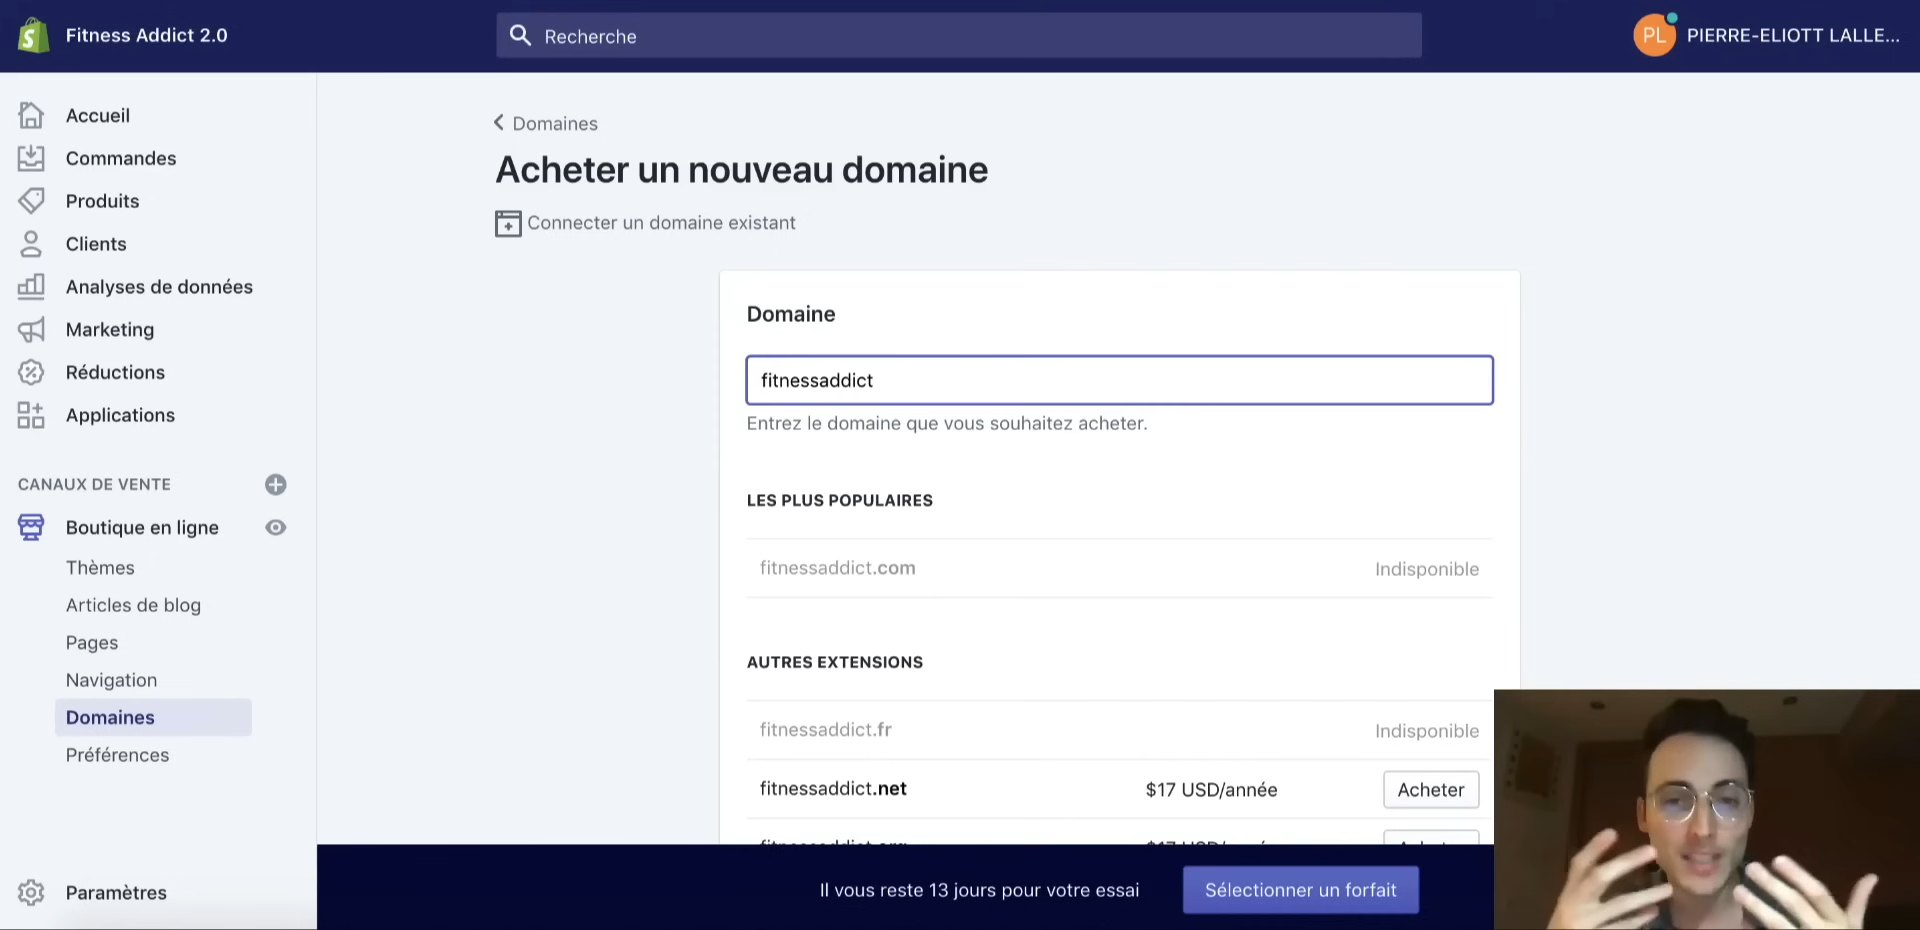 Fitness Addict 2.0
Recherche
PL PIERRE-ELIOTT LALLE...
Accueil
Commandes
Produits
Clients
Analyses de données
Marketing
Réductions
Applications
CANAUX DE VENTE
Boutique en ligne
Thèmes
Articles de blog
Pages
Navigation
Domaines
Préférences
Paramètres
Domaines
Acheter un nouveau domaine
Connecter un domaine existant
Domaine
fitnessaddict
Entrez le domaine que vous souhaitez acheter.
LES PLUS POPULAIRES
fitnessaddict.com Indisponible
AUTRES EXTENSIONS
fitnessaddict.fr Indisponible
fitnessaddict.net $17 USD/année Acheter
Il vous reste 13 jours pour votre essai Sélectionner un forfait